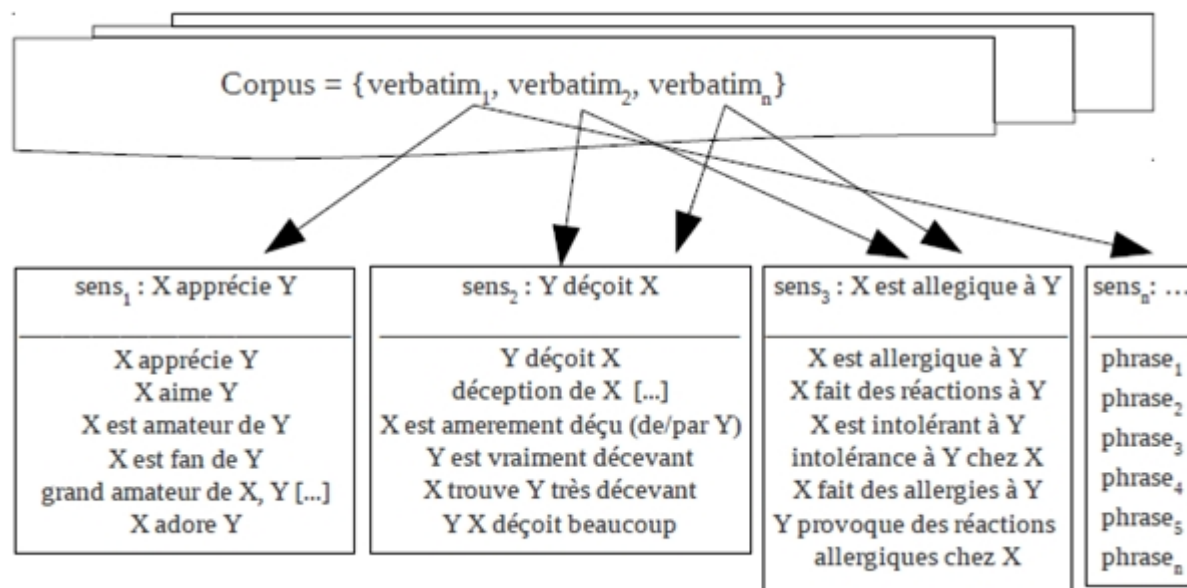 Corpus = {verbatim₁, verbatim₂, verbatimₙ}
sens₁ : X apprécie Y
X apprécie Y
X aime Y
X est amateur de Y
X est fan de Y
grand amateur de X, Y [...]
X adore Y
sens₂ : Y déçoit X
Y déçoit X
déception de X [...]
X est amerement déçu (de/par Y)
Y est vraiment décevant
X trouve Y très décevant
Y X déçoit beaucoup
sens₃ : X est allegique à Y
X est allergique à Y
X fait des réactions à Y
X est intolérant à Y
intolérance à Y chez X
X fait des allergies à Y
Y provoque des réactions
allergiques chez X
sensₙ: ...
phrase₁
phrase₂
phrase₃
phrase₄
phrase₅
phraseₙ